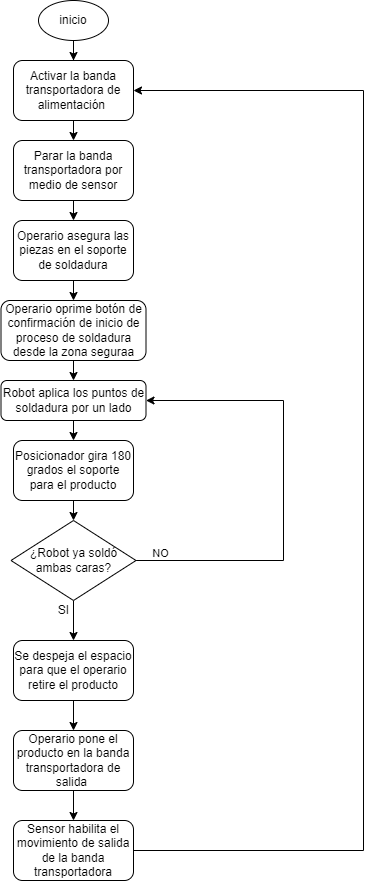 inicio
Activar la banda
transportadora de
alimentación
Parar la banda
transportadora por
medio de sensor
Operario asegura las
piezas en el soporte
de soldadura
Operario oprime botón de
confirmación de inicio de
proceso de soldadura
desde la zona seguraa
Robot aplica los puntos de
soldadura por un lado
Posicionador gira 180
grados el soporte
para el producto
¿Robot ya soldó
ambas caras?
NO
SI
Se despeja el espacio
para que el operario
retire el producto
Operario pone el
producto en la banda
transportadora de
salida
Sensor habilita el
movimiento de salida
de la banda
transportadora